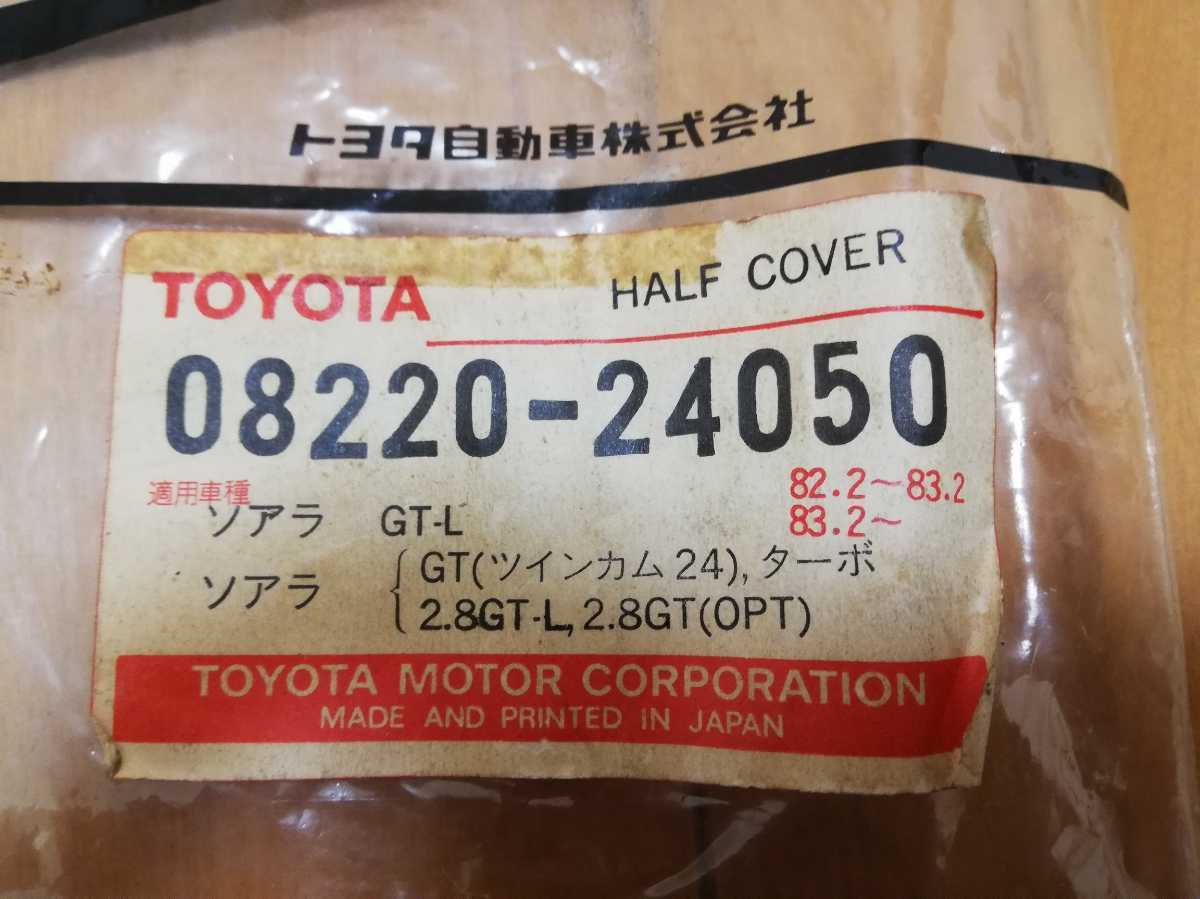 トヨタ自動車株式会社
TOYOTA HALF COVER
08220-24050
適用車種
ソアラ GT-L 82.2～83.2
83.2～
ソアラ { GT(ツインカム24), ターボ
2.8GT-L, 2.8GT(OPT)
TOYOTA MOTOR CORPORATION
MADE AND PRINTED IN JAPAN